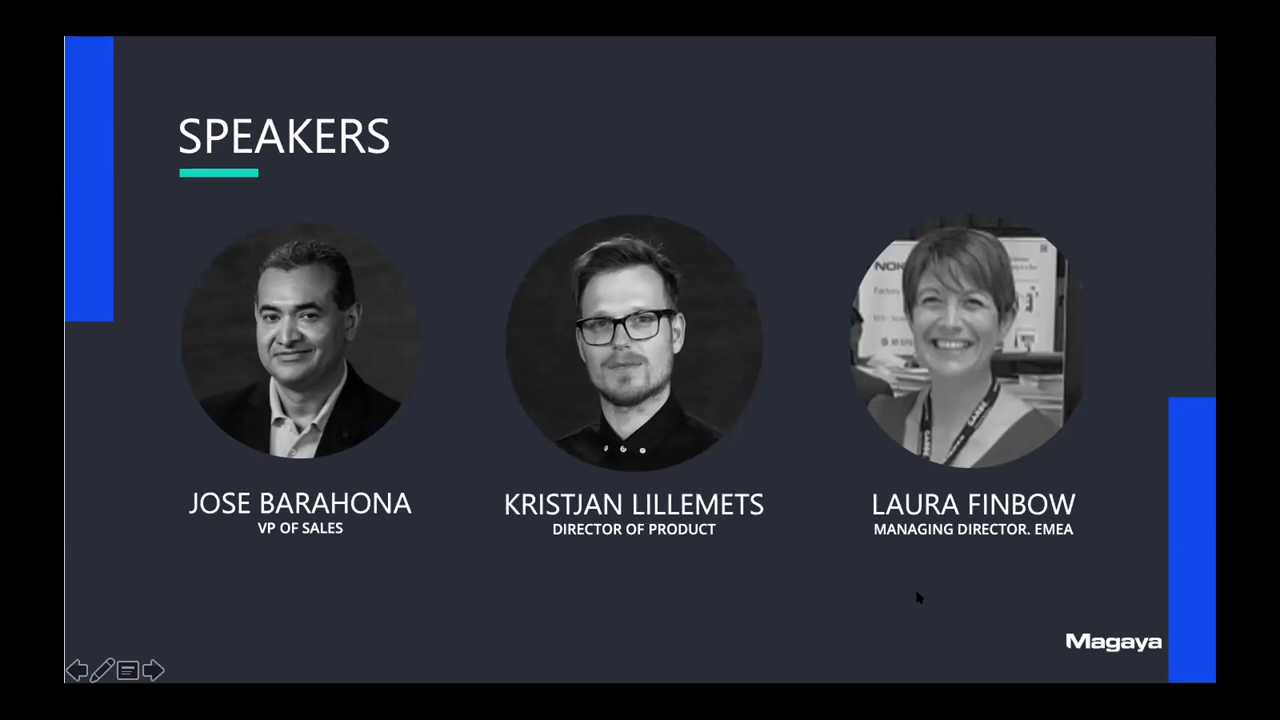 SPEAKERS
JOSE BARAHONA
VP OF SALES
KRISTJAN LILLEMETS
DIRECTOR OF PRODUCT
LAURA FINBOW
MANAGING DIRECTOR. EMEA
Magaya